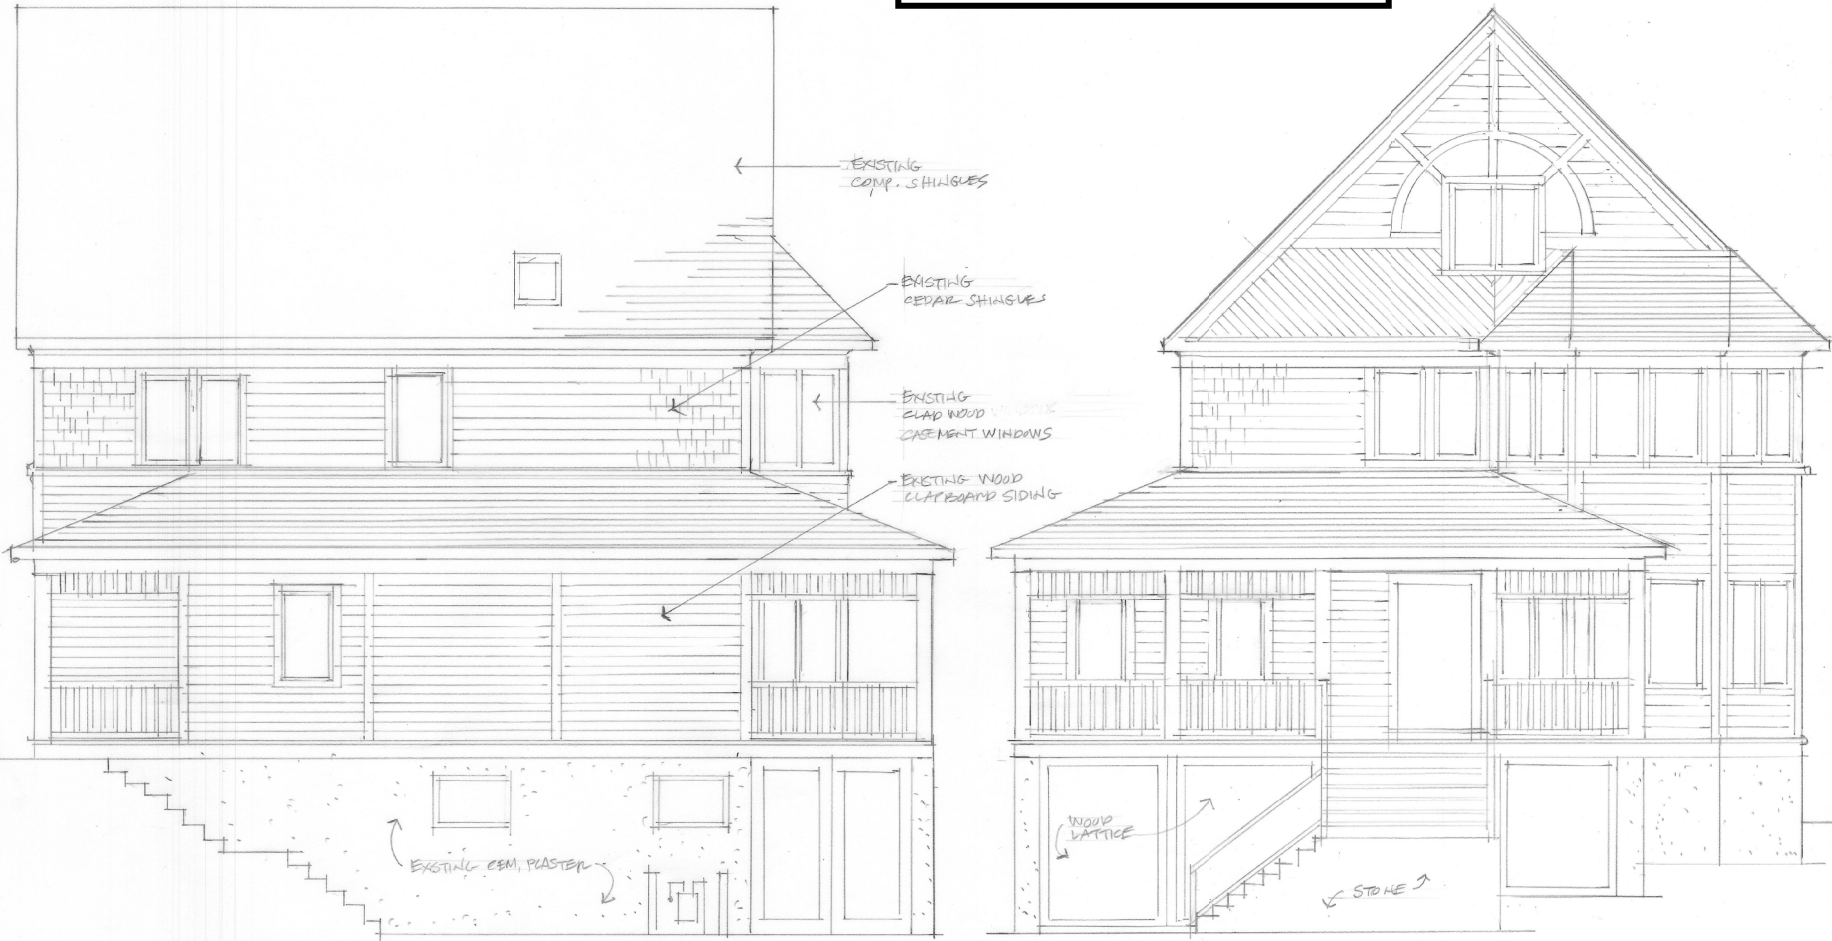 EXISTING
COMP. SHINGLES
EXISTING
CEDAR SHINGLES
EXISTING
CLAD WOOD
CASEMENT WINDOWS
EXISTING WOOD
CLAPBOARD SIDING
EXISTING CEM. PLASTER
WOOD
LATTICE
STONE